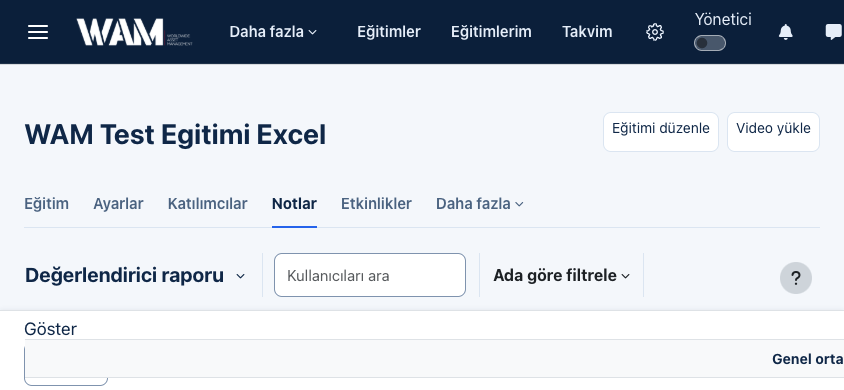 WAM
Daha fazla
Eğitimler
Eğitimlerim
Takvim
Yönetici
WAM Test Egitimi Excel
Eğitimi düzenle
Video yükle
Eğitim
Ayarlar
Katılımcılar
Notlar
Etkinlikler
Daha fazla
Değerlendirici raporu
Kullanıcıları ara
Ada göre filtrele
?
Göster
Genel orta